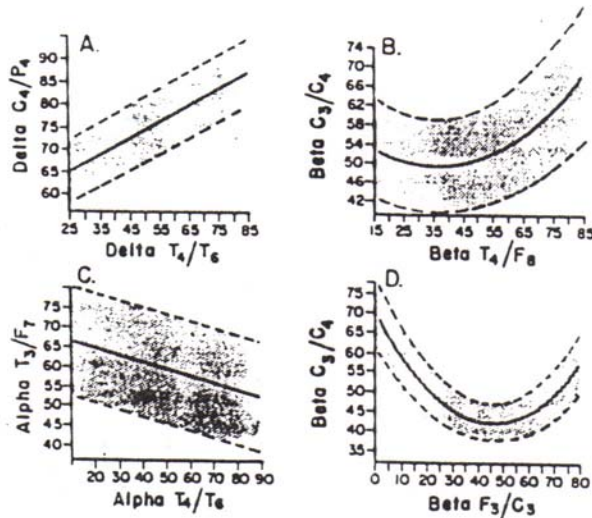 A.
Delta C₄/P₄
95
90
85
80
75
70
65
60
25 35 45 55 65 75 85
Delta T₄/T₆
B.
Beta C₃/C₄
74
70
66
62
58
54
50
46
42
15 25 35 45 55 65 75 85
Beta T₄/F₈
C.
Alpha T₃/F₇
75
70
65
60
55
50
45
40
10 20 30 40 50 60 70 80 90
Alpha T₄/T₆
D.
Beta C₃/C₄
75
70
65
60
55
50
45
40
35
0 10 20 30 40 50 60 70 80
Beta F₃/C₃